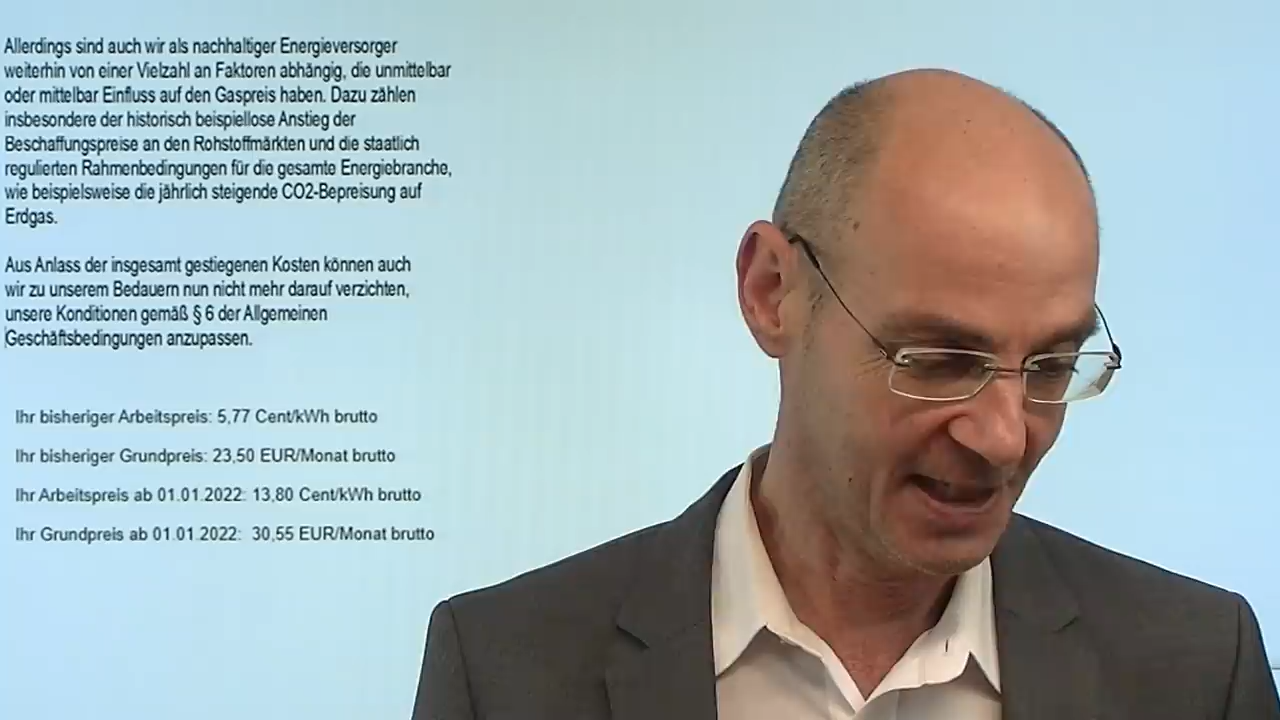 Allerdings sind auch wir als nachhaltiger Energieversorger
weiterhin von einer Vielzahl an Faktoren abhängig, die unmittelbar
oder mittelbar Einfluss auf den Gaspreis haben. Dazu zählen
insbesondere der historisch beispiellose Anstieg der
Beschaffungspreise an den Rohstoffmärkten und die staatlich
regulierten Rahmenbedingungen für die gesamte Energiebranche,
wie beispielsweise die jährlich steigende CO2-Bepreisung auf
Erdgas.
Aus Anlass der insgesamt gestiegenen Kosten können auch
wir zu unserem Bedauern nun nicht mehr darauf verzichten,
unsere Konditionen gemäß § 6 der Allgemeinen
Geschäftsbedingungen anzupassen.
Ihr bisheriger Arbeitspreis: 5,77 Cent/kWh brutto
Ihr bisheriger Grundpreis: 23,50 EUR/Monat brutto
Ihr Arbeitspreis ab 01.01.2022: 13,80 Cent/kWh brutto
Ihr Grundpreis ab 01.01.2022: 30,55 EUR/Monat brutto